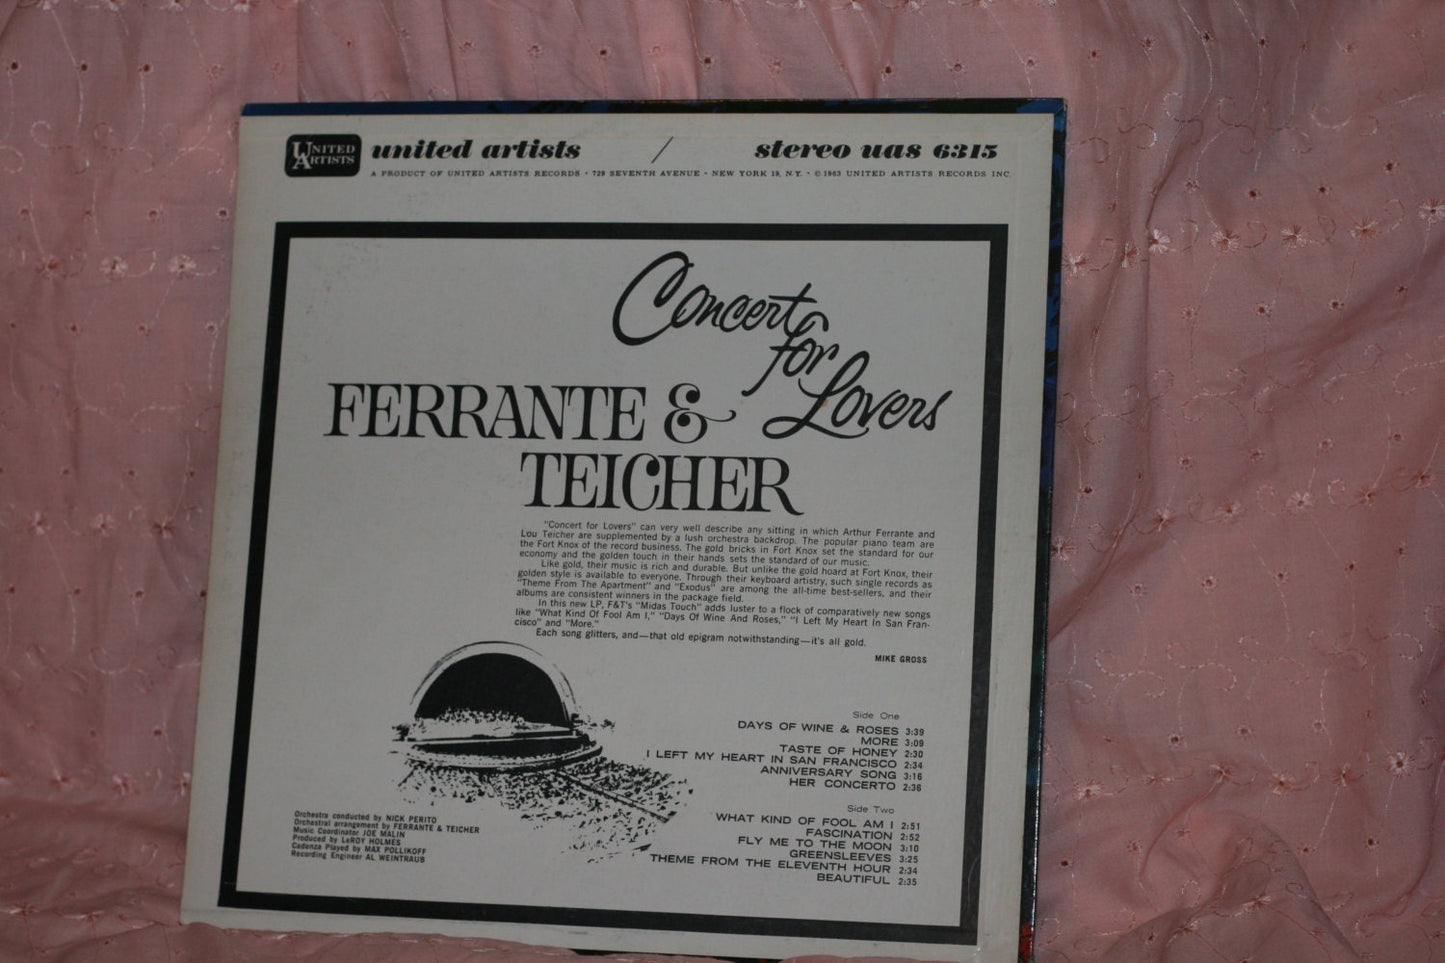 UNITED
ARTISTS
united artists / stereo uas 6315
A PRODUCT OF UNITED ARTISTS RECORDS • 729 SEVENTH AVENUE • NEW YORK 19, N.Y. • © 1963 UNITED ARTISTS RECORDS INC.
Concert
for
Lovers
FERRANTE &
TEICHER
"Concert for Lovers" can very well describe any sitting in which Arthur Ferrante and
Lou Teicher are supplemented by a lush orchestra backdrop. The popular piano team are
the Fort Knox of the record business. The gold bricks in Fort Knox set the standard for our
economy and the golden touch in their hands sets the standard of our music.
Like gold, their music is rich and durable. But unlike the gold hoard at Fort Knox, their
golden style is available to everyone. Through their keyboard artistry, such single records as
"Theme From The Apartment" and "Exodus" are among the all-time best-sellers, and their
albums are consistent winners in the package field.
In this new LP, F&T's "Midas Touch" adds luster to a flock of comparatively new songs
like "What Kind Of Fool Am I," "Days Of Wine And Roses," "I Left My Heart In San Fran-
cisco" and "More."
Each song glitters, and—that old epigram notwithstanding—it's all gold.
MIKE GROSS
Side One
DAYS OF WINE & ROSES 3:39
MORE 3:09
TASTE OF HONEY 2:30
I LEFT MY HEART IN SAN FRANCISCO 2:34
ANNIVERSARY SONG 3:16
HER CONCERTO 2:36
Side Two
WHAT KIND OF FOOL AM I 2:51
FASCINATION 2:52
FLY ME TO THE MOON 3:10
GREENSLEEVES 3:25
THEME FROM THE ELEVENTH HOUR 2:34
BEAUTIFUL 2:35
Orchestra conducted by NICK PERITO
Orchestral arrangement by FERRANTE & TEICHER
Music Coordinator JOE MALIN
Produced by LeROY HOLMES
Cadenza Played by MAX POLLIKOFF
Recording Engineer AL WEINTRAUB